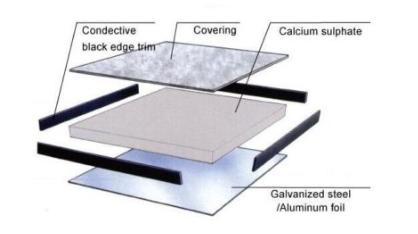 Condective
black edge trim
Covering
Calcium sulphate
Galvanized steel
/Aluminum foil